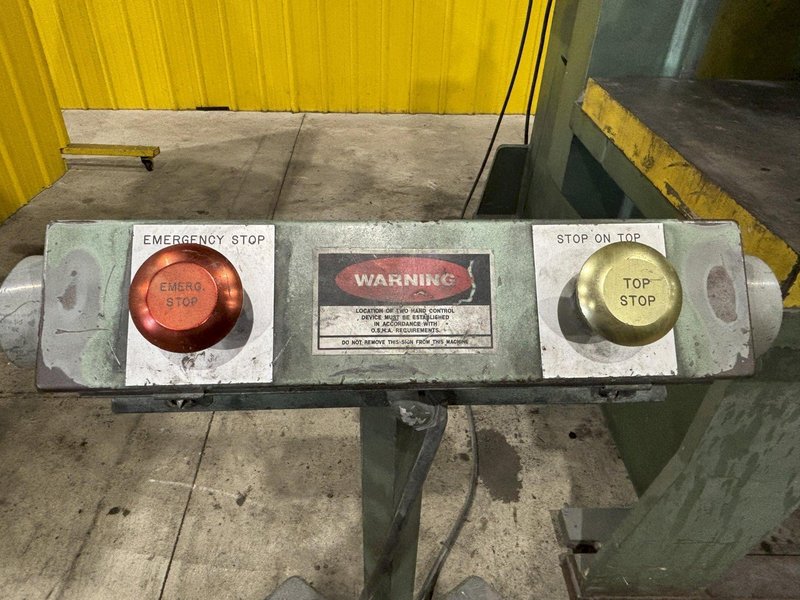 EMERGENCY STOP
EMERG.
STOP
WARNING
LOCATION OF TWO HAND CONTROL
DEVICE MUST BE ESTABLISHED
IN ACCORDANCE WITH
O.S.H.A. REQUIREMENTS.
DO NOT REMOVE THIS SIGN FROM THIS MACHINE
STOP ON TOP
TOP
STOP